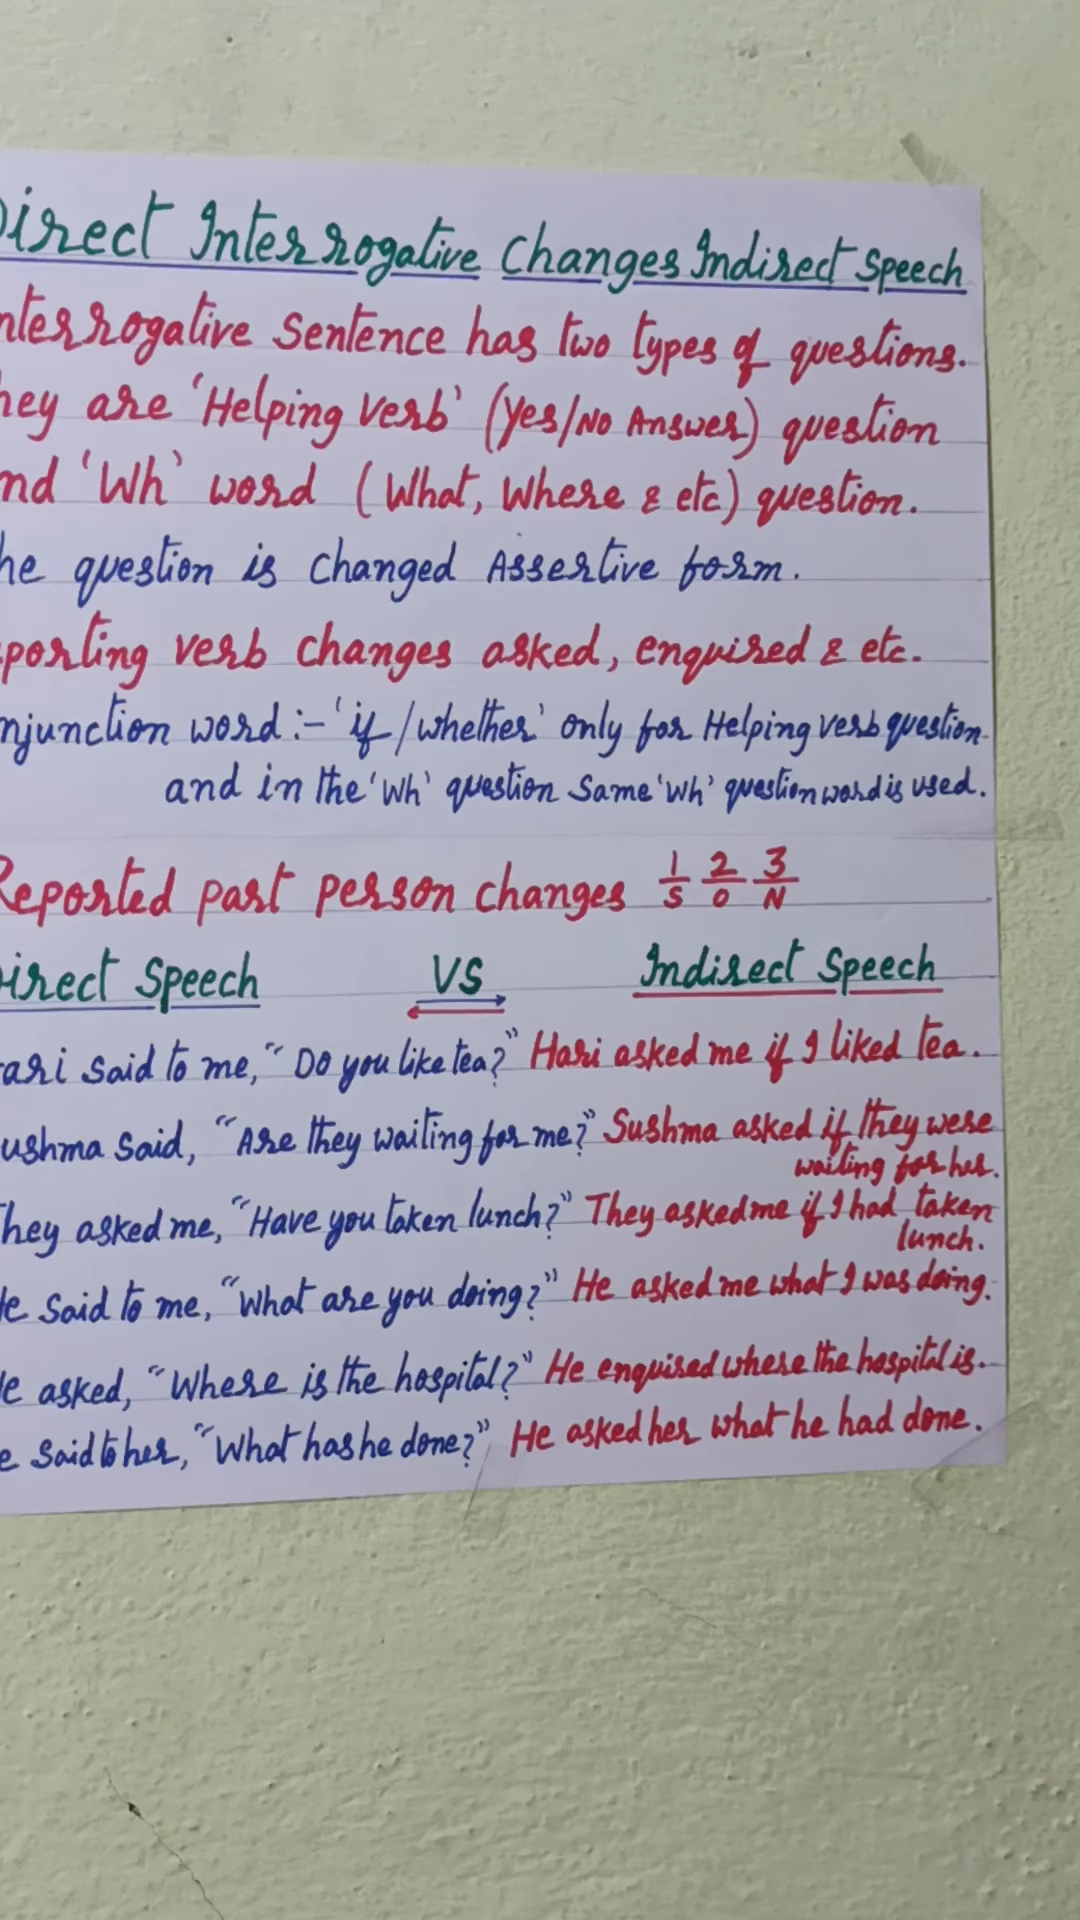 Direct Interrogative Changes Indirect Speech
nterrogative Sentence has two types of questions.
hey are 'Helping Verb' (Yes/No Answer) question
nd 'Wh' word (What, Where & etc) question.
he question is changed Assertive form.
porting verb changes asked, enquired & etc.
njunction word:- 'if/whether' only for Helping verb question
and in the 'Wh' question Same 'Wh' question word is used.
Reported part person changes 1/S 2/O 3/N
irect Speech VS Indirect Speech
ari said to me, "Do you like tea?" Hari asked me if I liked tea.
ushma Said, "Are they waiting for me?" Sushma asked if they were
waiting for her.
They asked me, "Have you taken lunch?" They asked me if I had taken
lunch.
He said to me, "What are you doing?" He asked me what I was doing.
He asked, "Where is the hospital?" He enquired where the hospital is.
e Said to her, "What has he done?" He asked her what he had done.